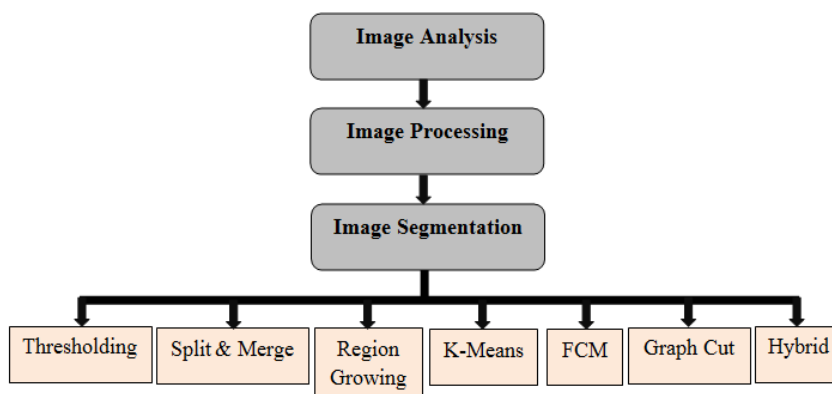 Image Analysis
Image Processing
Image Segmentation
Thresholding
Split & Merge
Region
Growing
K-Means
FCM
Graph Cut
Hybrid